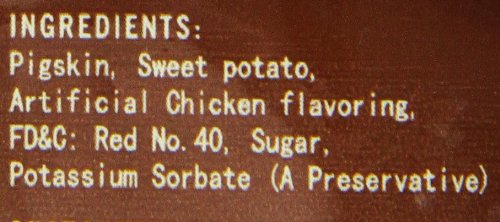 INGREDIENTS:
Pigskin, Sweet potato,
Artificial Chicken flavoring,
FD&C: Red No.40, Sugar,
Potassium Sorbate (A Preservative)